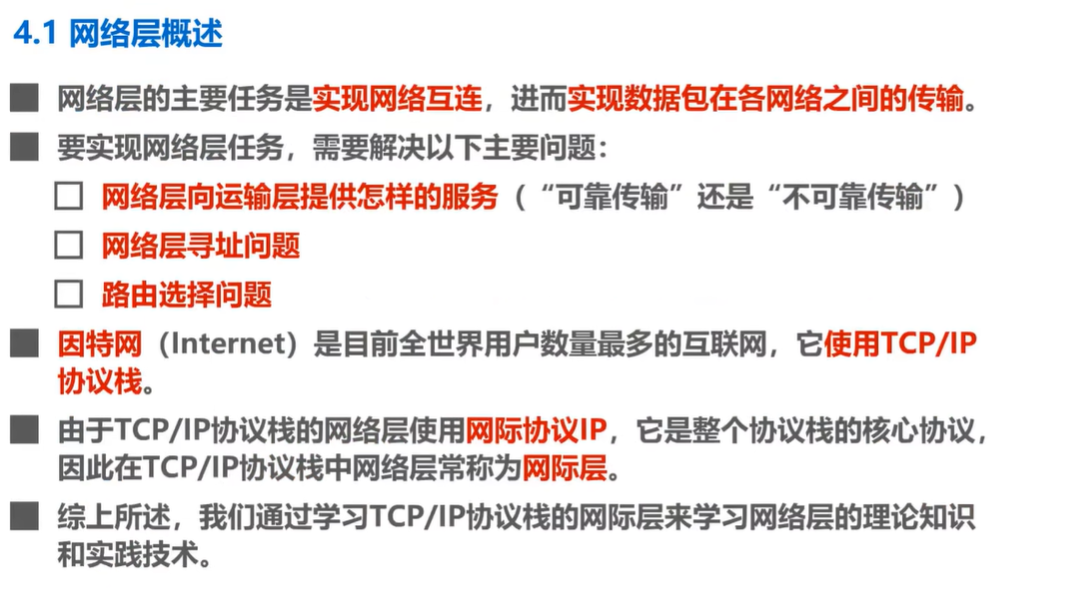 4.1 网络层概述
网络层的主要任务是实现网络互连，进而实现数据包在各网络之间的传输。
要实现网络层任务，需要解决以下主要问题：
网络层向运输层提供怎样的服务（“可靠传输”还是“不可靠传输”）
网络层寻址问题
路由选择问题
因特网（Internet）是目前全世界用户数量最多的互联网，它使用TCP/IP
协议栈。
由于TCP/IP协议栈的网络层使用网际协议IP，它是整个协议栈的核心协议，
因此在TCP/IP协议栈中网络层常称为网际层。
综上所述，我们通过学习TCP/IP协议栈的网际层来学习网络层的理论知识
和实践技术。